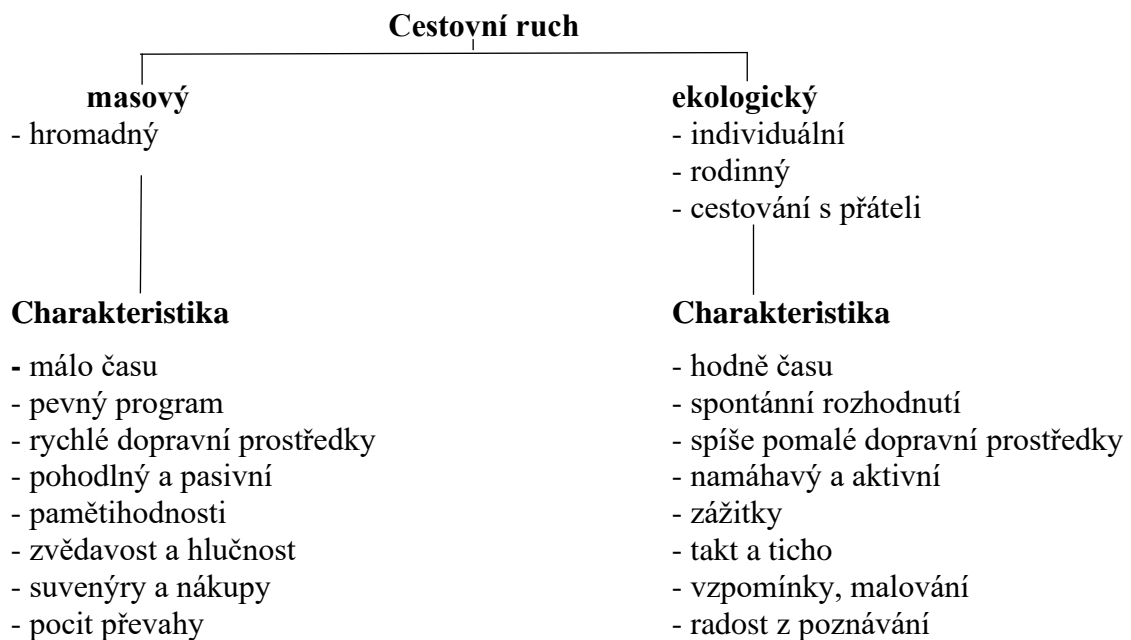 Cestovní ruch
masový
- hromadný
Charakteristika
- málo času
- pevný program
- rychlé dopravní prostředky
- pohodlný a pasivní
- pamětihodnosti
- zvědavost a hlučnost
- suvenýry a nákupy
- pocit převahy
ekologický
- individuální
- rodinný
- cestování s přáteli
Charakteristika
- hodně času
- spontánní rozhodnutí
- spíše pomalé dopravní prostředky
- namáhavý a aktivní
- zážitky
- takt a ticho
- vzpomínky, malování
- radost z poznávání